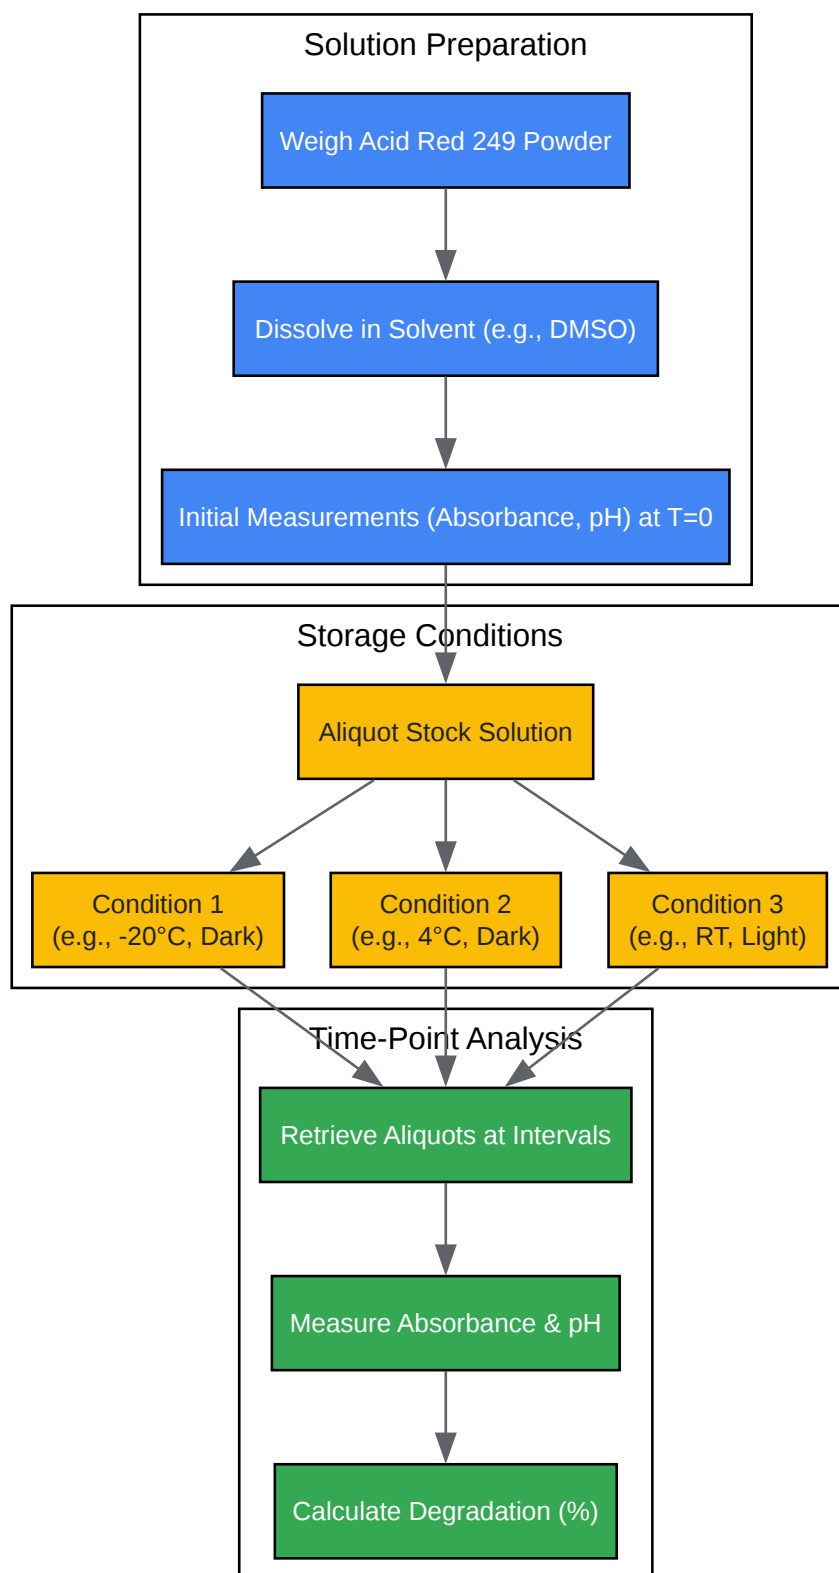 Solution Preparation
Weigh Acid Red 249 Powder
Dissolve in Solvent (e.g., DMSO)
Initial Measurements (Absorbance, pH) at T=0
Storage Conditions
Aliquot Stock Solution
Condition 1
(e.g., -20°C, Dark)
Condition 2
(e.g., 4°C, Dark)
Condition 3
(e.g., RT, Light)
Time-Point Analysis
Retrieve Aliquots at Intervals
Measure Absorbance & pH
Calculate Degradation (%)